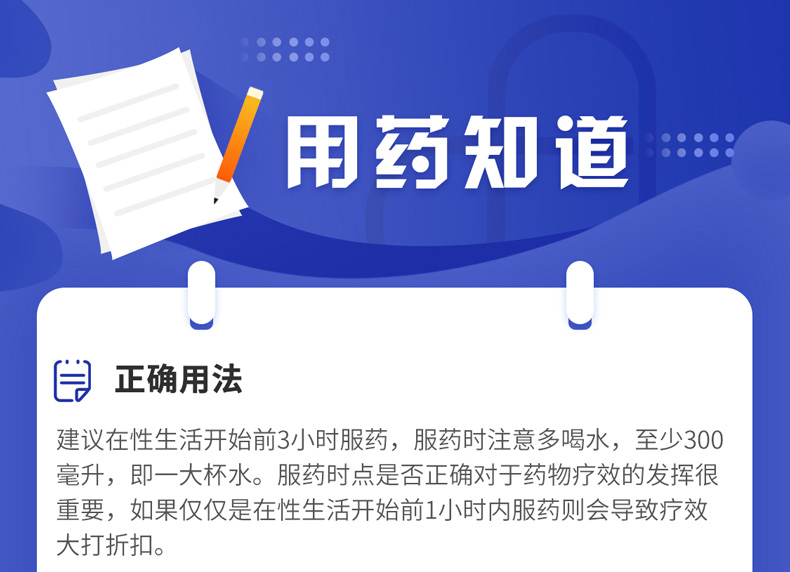 用药知道
正确用法
建议在性生活开始前3小时服药，服药时注意多喝水，至少300
毫升，即一大杯水。服药时点是否正确对于药物疗效的发挥很
重要，如果仅仅是在性生活开始前1小时内服药则会导致疗效
大打折扣。